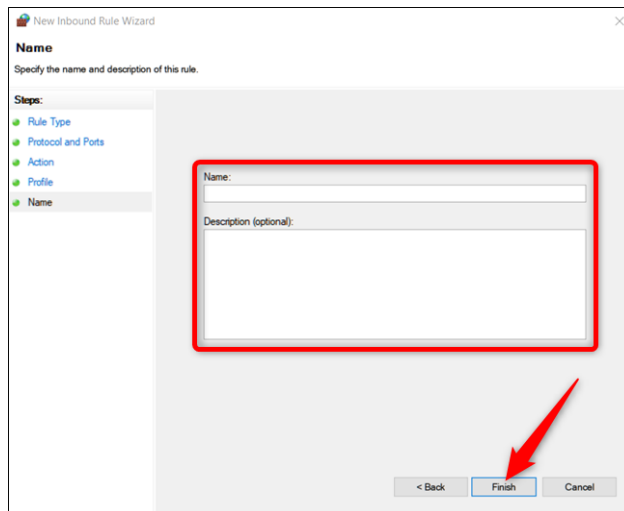 New Inbound Rule Wizard
Name
Specify the name and description of this rule.
Steps:
Rule Type
Protocol and Ports
Action
Profile
Name
Name:
Description (optional):
< Back
Finish
Cancel